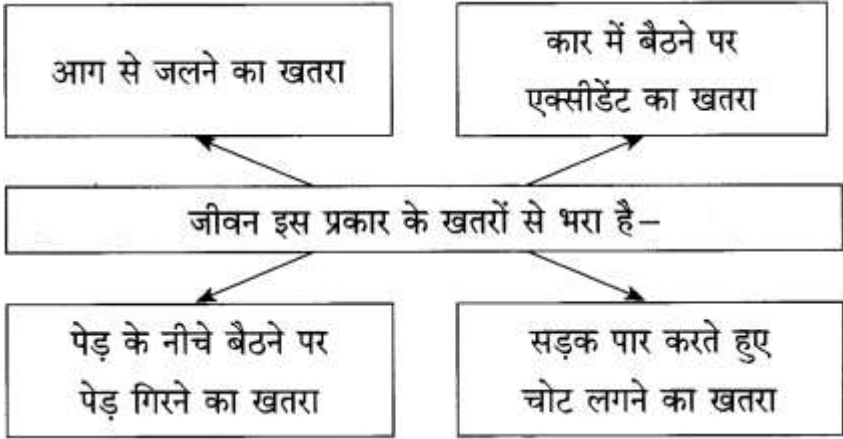 आग से जलने का खतरा
कार में बैठने पर
एक्सीडेंट का खतरा
जीवन इस प्रकार के खतरों से भरा है–
पेड़ के नीचे बैठने पर
पेड़ गिरने का खतरा
सड़क पार करते हुए
चोट लगने का खतरा